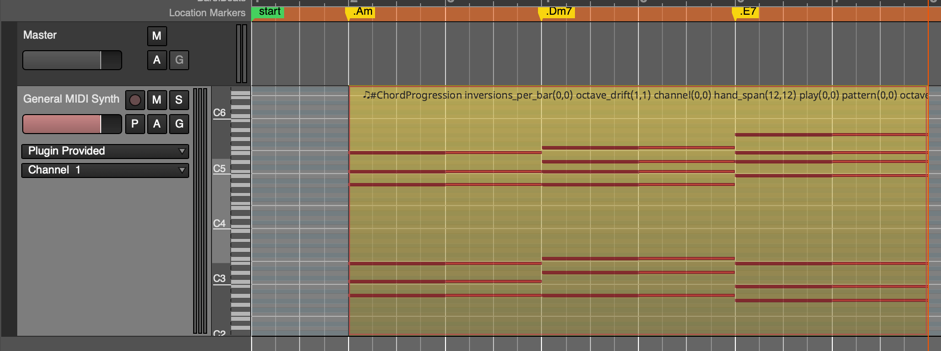 Location Markers
start
.Am
.Dm7
.E7
Master
M
A G
♫#ChordProgression inversions_per_bar(0,0) octave_drift(1,1) channel(0,0) hand_span(12,12) play(0,0) pattern(0,0) octave
General MIDI Synth
M S
P A G
Plugin Provided
Channel 1
C6
C5
C4
C3
C2